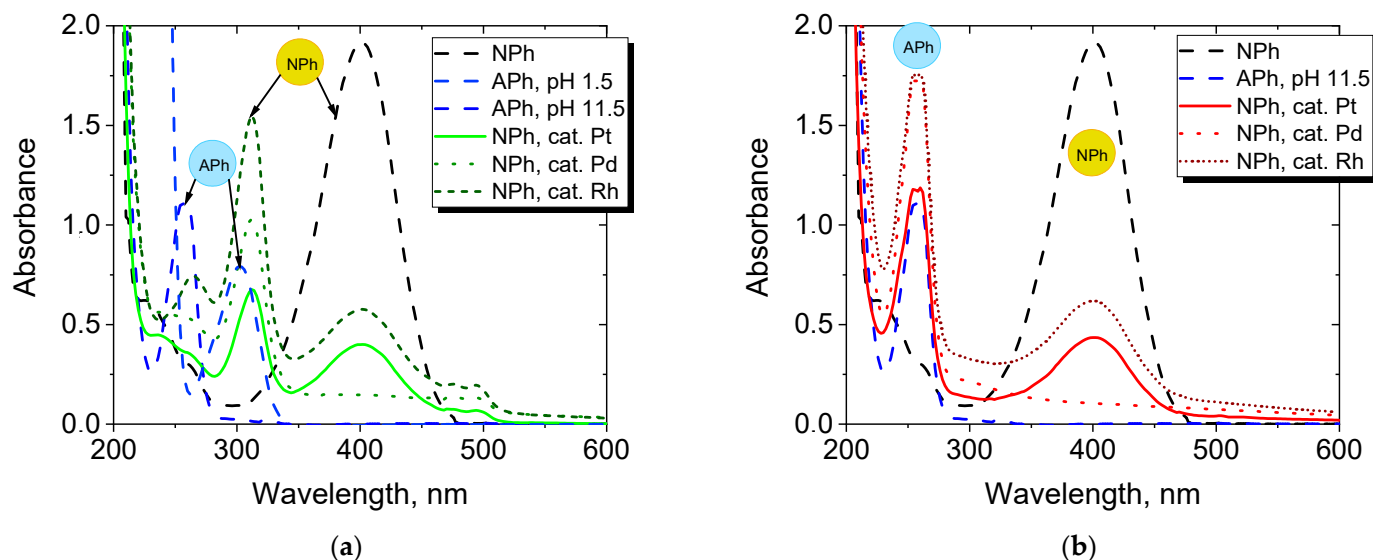 2.0
1.5
1.0
0.5
0.0
Absorbance
NPh
APh
NPh
APh, pH 1.5
APh, pH 11.5
NPh, cat. Pt
NPh, cat. Pd
NPh, cat. Rh
200 300 400 500 600
Wavelength, nm
(a)
2.0
1.5
1.0
0.5
0.0
Absorbance
APh
NPh
NPh
APh, pH 11.5
NPh, cat. Pt
NPh, cat. Pd
NPh, cat. Rh
200 300 400 500 600
Wavelength, nm
(b)